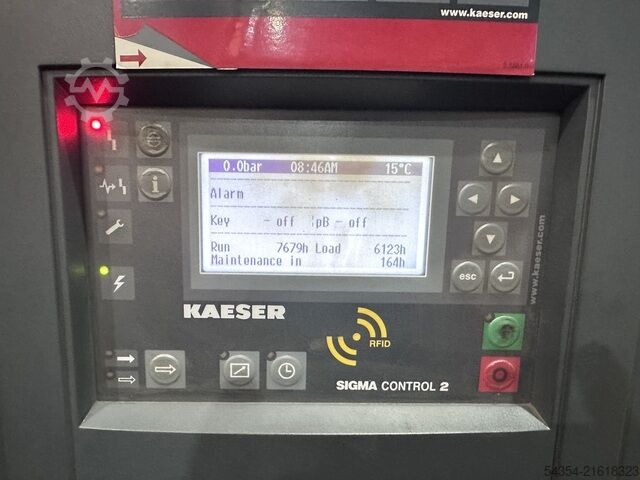 www.kaeser.com
0.0bar 08:46AM 15°C
Alarm
Key - off pB - off
Run 7679h Load 6123h
Maintenance in 164h
esc
www.kaeser.com
KAESER
RFID
SIGMA CONTROL 2
54354-21618323